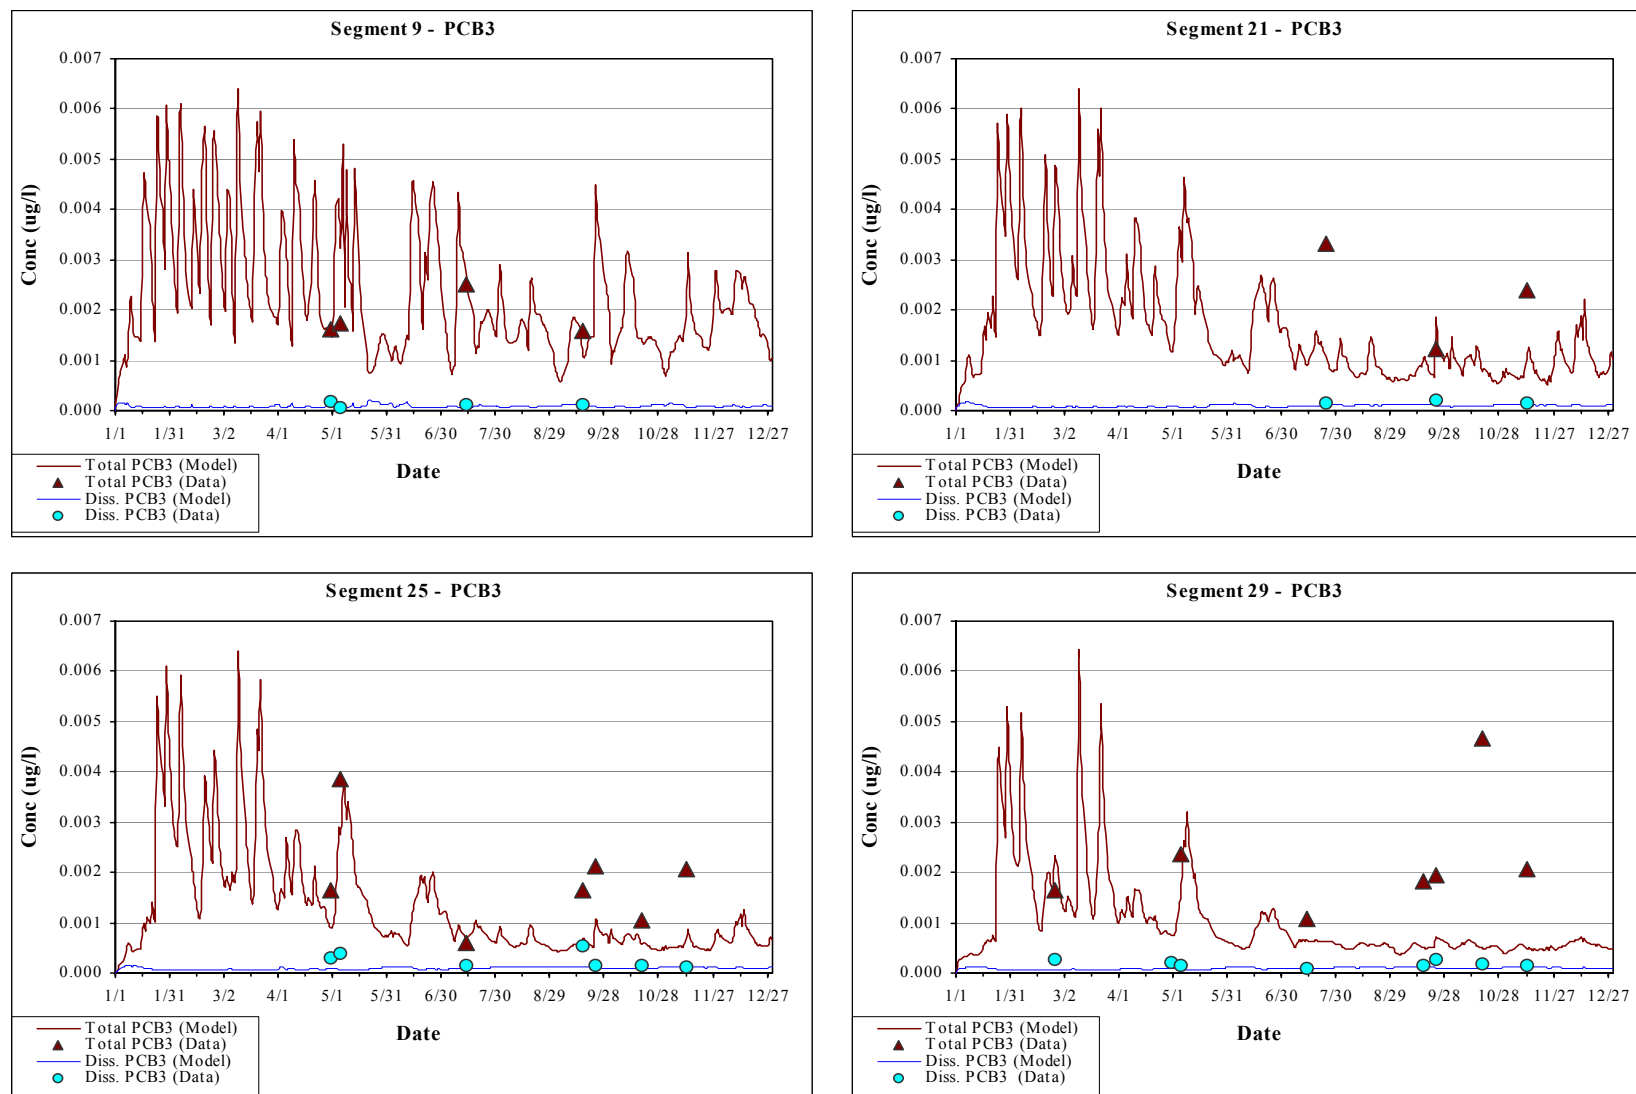 Segment 9 - PCB3
0.007
0.006
0.005
0.004
0.003
0.002
0.001
0.000
Conc (ug/l)
1/1 1/31 3/2 4/1 5/1 5/31 6/30 7/30 8/29 9/28 10/28 11/27 12/27
Date
Total PCB3 (Model)
Total PCB3 (Data)
Diss. PCB3 (Model)
Diss. PCB3 (Data)
Segment 21 - PCB3
0.007
0.006
0.005
0.004
0.003
0.002
0.001
0.000
Conc (ug/l)
1/1 1/31 3/2 4/1 5/1 5/31 6/30 7/30 8/29 9/28 10/28 11/27 12/27
Date
Total PCB3 (Model)
Total PCB3 (Data)
Diss. PCB3 (Model)
Diss. PCB3 (Data)
Segment 25 - PCB3
0.007
0.006
0.005
0.004
0.003
0.002
0.001
0.000
Conc (ug/l)
1/1 1/31 3/2 4/1 5/1 5/31 6/30 7/30 8/29 9/28 10/28 11/27 12/27
Date
Total PCB3 (Model)
Total PCB3 (Data)
Diss. PCB3 (Model)
Diss. PCB3 (Data)
Segment 29 - PCB3
0.007
0.006
0.005
0.004
0.003
0.002
0.001
0.000
Conc (ug/l)
1/1 1/31 3/2 4/1 5/1 5/31 6/30 7/30 8/29 9/28 10/28 11/27 12/27
Date
Total PCB3 (Model)
Total PCB3 (Data)
Diss. PCB3 (Model)
Diss. PCB3 (Data)